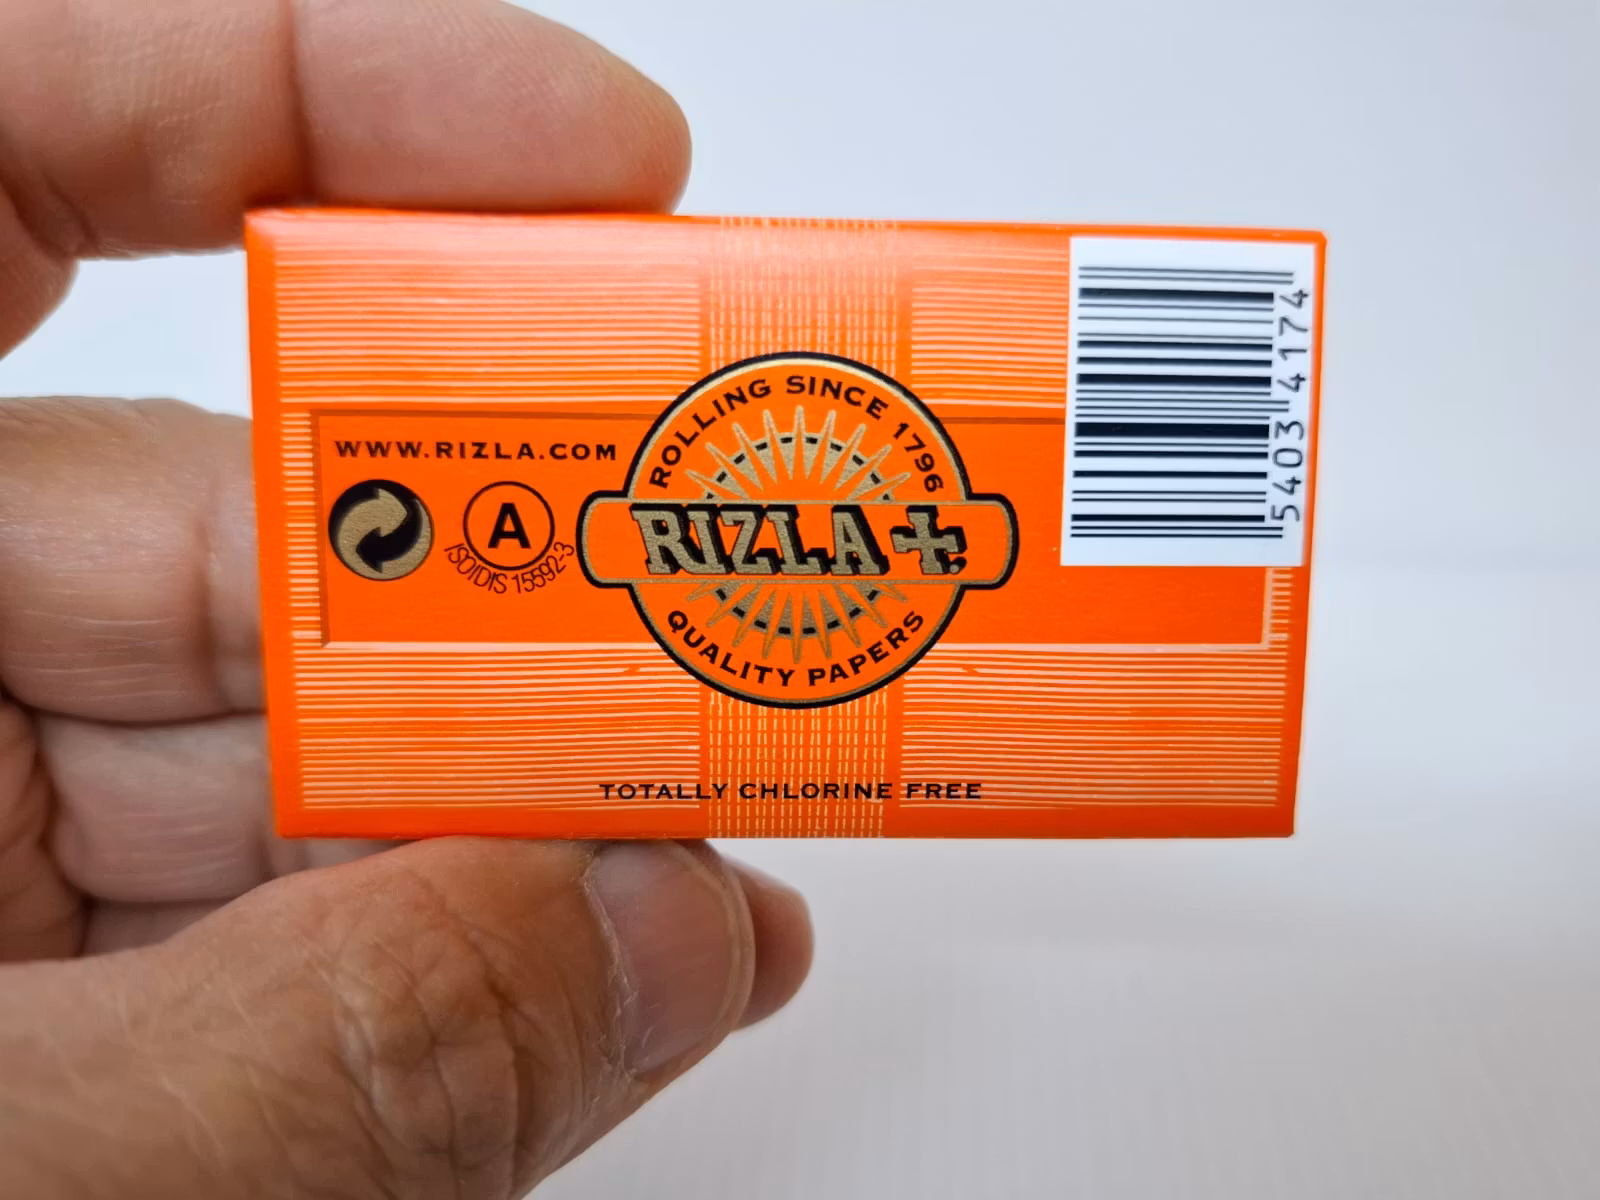 ROLLING SINCE 1796
WWW.RIZLA.COM
A
ISO/DIS 15592-3
RIZLA +.
QUALITY PAPERS
TOTALLY CHLORINE FREE
5403 4174